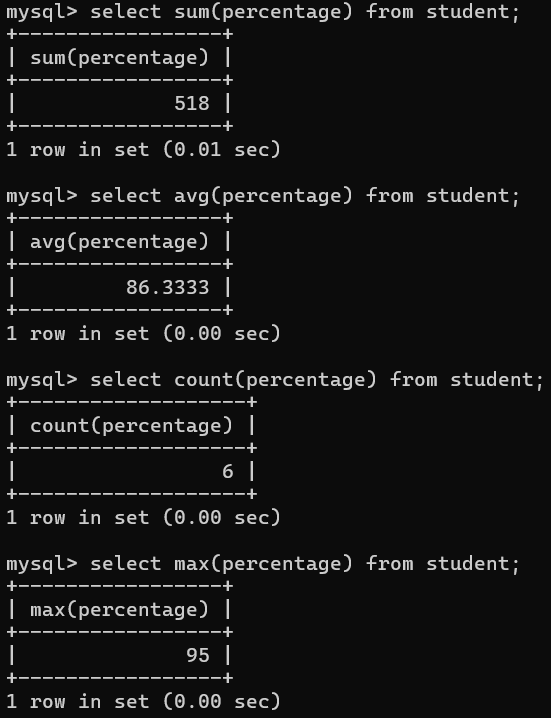 mysql> select sum(percentage) from student;
+-----------------+
| sum(percentage) |
+-----------------+
|             518 |
+-----------------+
1 row in set (0.01 sec)
mysql> select avg(percentage) from student;
+-----------------+
| avg(percentage) |
+-----------------+
|         86.3333 |
+-----------------+
1 row in set (0.00 sec)
mysql> select count(percentage) from student;
+-------------------+
| count(percentage) |
+-------------------+
|                 6 |
+-------------------+
1 row in set (0.00 sec)
mysql> select max(percentage) from student;
+-----------------+
| max(percentage) |
+-----------------+
|              95 |
+-----------------+
1 row in set (0.00 sec)